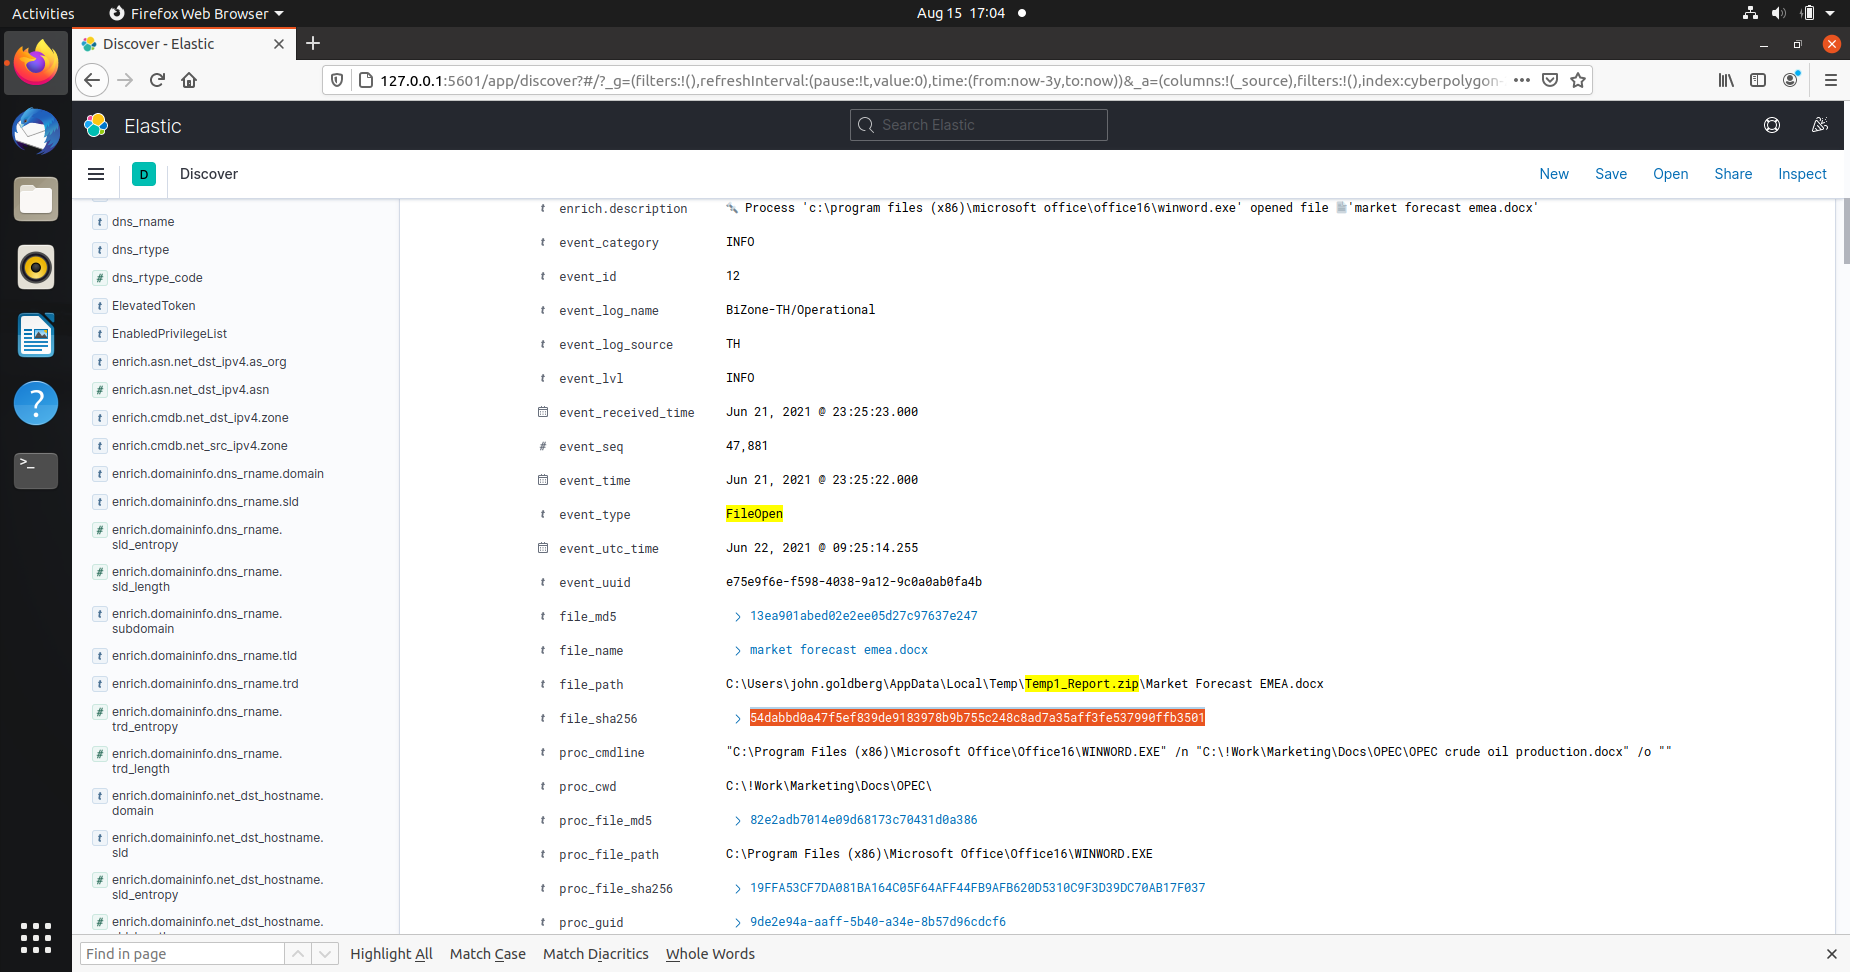 Activities
Firefox Web Browser
Aug 15 17:04
Discover - Elastic
127.0.0.1:5601/app/discover?#/?_g=(filters:!(),refreshInterval:(pause:!t,value:0),time:(from:now-3y,to:now))&_a=(columns:!(_source),filters:!(),index:cyberpolygon-
Elastic
Search Elastic
D
Discover
New Save Open Share Inspect
t dns_rname
t dns_rtype
# dns_rtype_code
t ElevatedToken
t EnabledPrivilegeList
t enrich.asn.net_dst_ipv4.as_org
# enrich.asn.net_dst_ipv4.asn
t enrich.cmdb.net_dst_ipv4.zone
t enrich.cmdb.net_src_ipv4.zone
t enrich.domaininfo.dns_rname.domain
t enrich.domaininfo.dns_rname.sld
# enrich.domaininfo.dns_rname.
sld_entropy
# enrich.domaininfo.dns_rname.
sld_length
t enrich.domaininfo.dns_rname.
subdomain
t enrich.domaininfo.dns_rname.tld
t enrich.domaininfo.dns_rname.trd
# enrich.domaininfo.dns_rname.
trd_entropy
# enrich.domaininfo.dns_rname.
trd_length
t enrich.domaininfo.net_dst_hostname.
domain
t enrich.domaininfo.net_dst_hostname.
sld
# enrich.domaininfo.net_dst_hostname.
sld_entropy
# enrich.domaininfo.net_dst_hostname.
t enrich.description Process 'c:\program files (x86)\microsoft office\office16\winword.exe' opened file 'market forecast emea.docx'
t event_category INFO
t event_id 12
t event_log_name BiZone-TH/Operational
t event_log_source TH
t event_lvl INFO
event_received_time Jun 21, 2021 @ 23:25:23.000
# event_seq 47,881
event_time Jun 21, 2021 @ 23:25:22.000
t event_type FileOpen
event_utc_time Jun 22, 2021 @ 09:25:14.255
t event_uuid e75e9f6e-f598-4038-9a12-9c0a0ab0fa4b
t file_md5 13ea901abed02e2ee05d27c97637e247
t file_name market forecast emea.docx
t file_path C:\Users\john.goldberg\AppData\Local\Temp\Temp1_Report.zip\Market Forecast EMEA.docx
t file_sha256 54dabbd0a47f5ef839de9183978b9b755c248c8ad7a35aff3fe537990ffb3501
t proc_cmdline "C:\Program Files (x86)\Microsoft Office\Office16\WINWORD.EXE" /n "C:\!Work\Marketing\Docs\OPEC\OPEC crude oil production.docx" /o ""
t proc_cwd C:\!Work\Marketing\Docs\OPEC\
t proc_file_md5 82e2adb7014e09d68173c70431d0a386
t proc_file_path C:\Program Files (x86)\Microsoft Office\Office16\WINWORD.EXE
t proc_file_sha256 19FFA53CF7DA081BA164C05F64AFF44FB9AFB620D5310C9F3D39DC70AB17F037
t proc_guid 9de2e94a-aaff-5b40-a34e-8b57d96cdcf6
Find in page
Highlight All Match Case Match Diacritics Whole Words